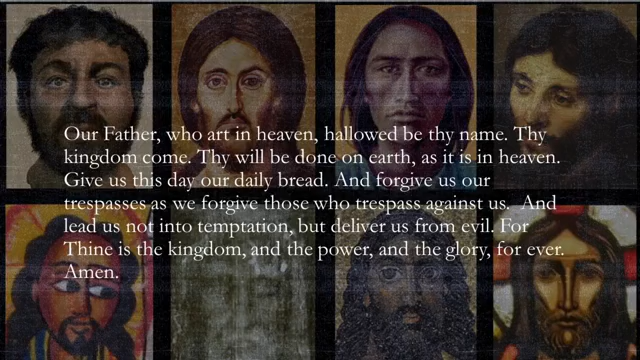 Our Father, who art in heaven, hallowed be thy name. Thy
kingdom come. Thy will be done on earth, as it is in heaven.
Give us this day our daily bread. And forgive us our
trespasses as we forgive those who trespass against us.  And
lead us not into temptation, but deliver us from evil. For
Thine is the kingdom, and the power, and the glory, for ever.
Amen.